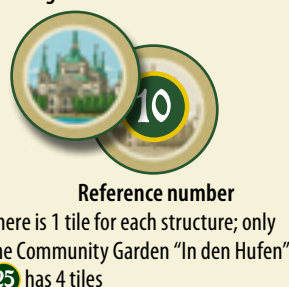 10
Reference number
here is 1 tile for each structure; only
he Community Garden “In den Hufen”
25 has 4 tiles